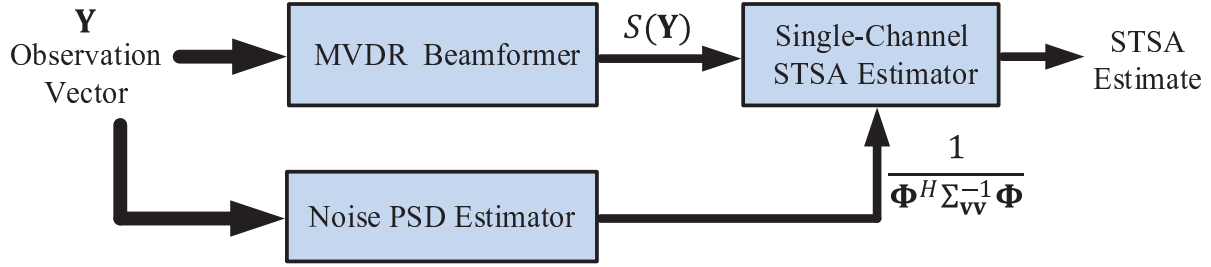 𝐘
Observation
Vector
MVDR Beamformer
𝑆(𝐘)
Single-Channel
STSA Estimator
STSA
Estimate
Noise PSD Estimator
1
𝚽^𝐻 Σ_𝐯𝐯^−1 𝚽